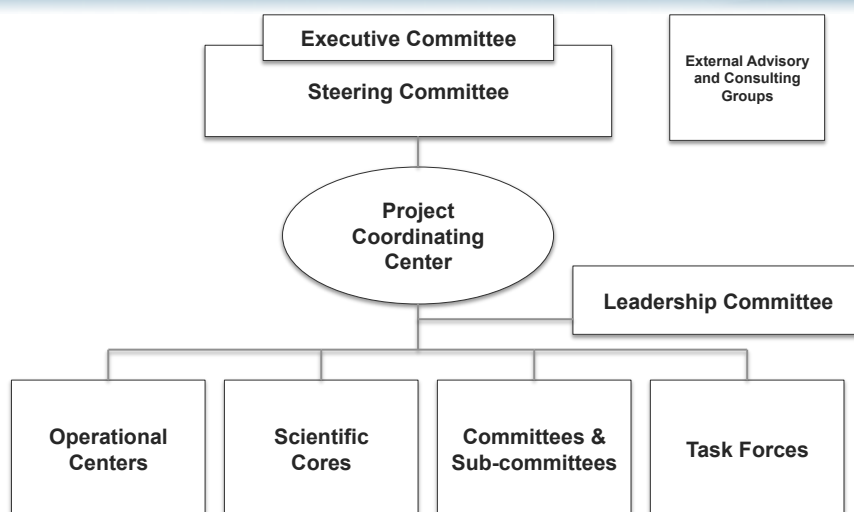 Executive Committee
Steering Committee
External Advisory
and Consulting
Groups
Project
Coordinating
Center
Leadership Committee
Operational
Centers
Scientific
Cores
Committees &
Sub-committees
Task Forces